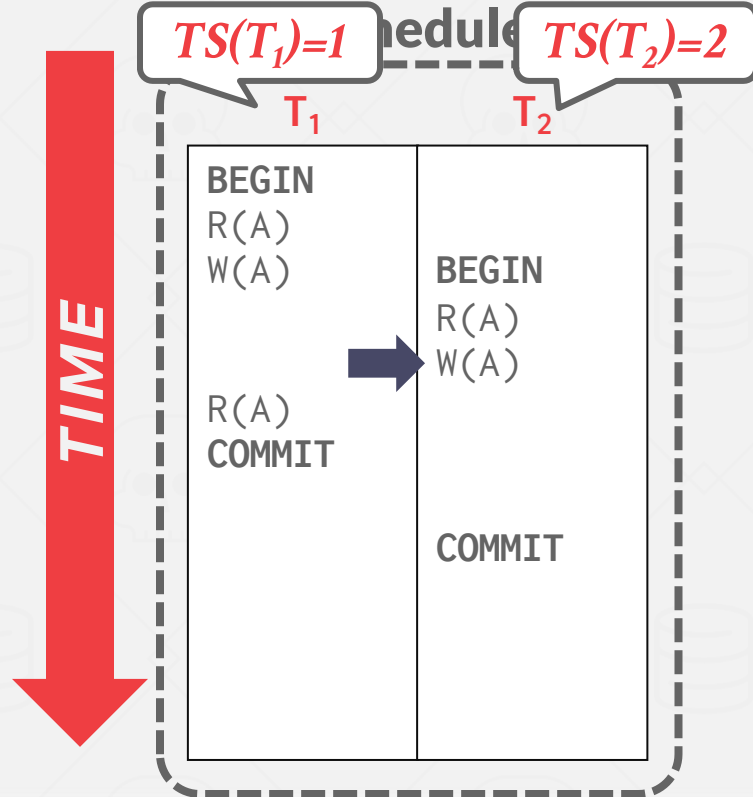 TS(T₁)=1
hedule
TS(T₂)=2
T₁
T₂
BEGIN
R(A)
W(A)
R(A)
COMMIT
BEGIN
R(A)
W(A)
COMMIT
TIME